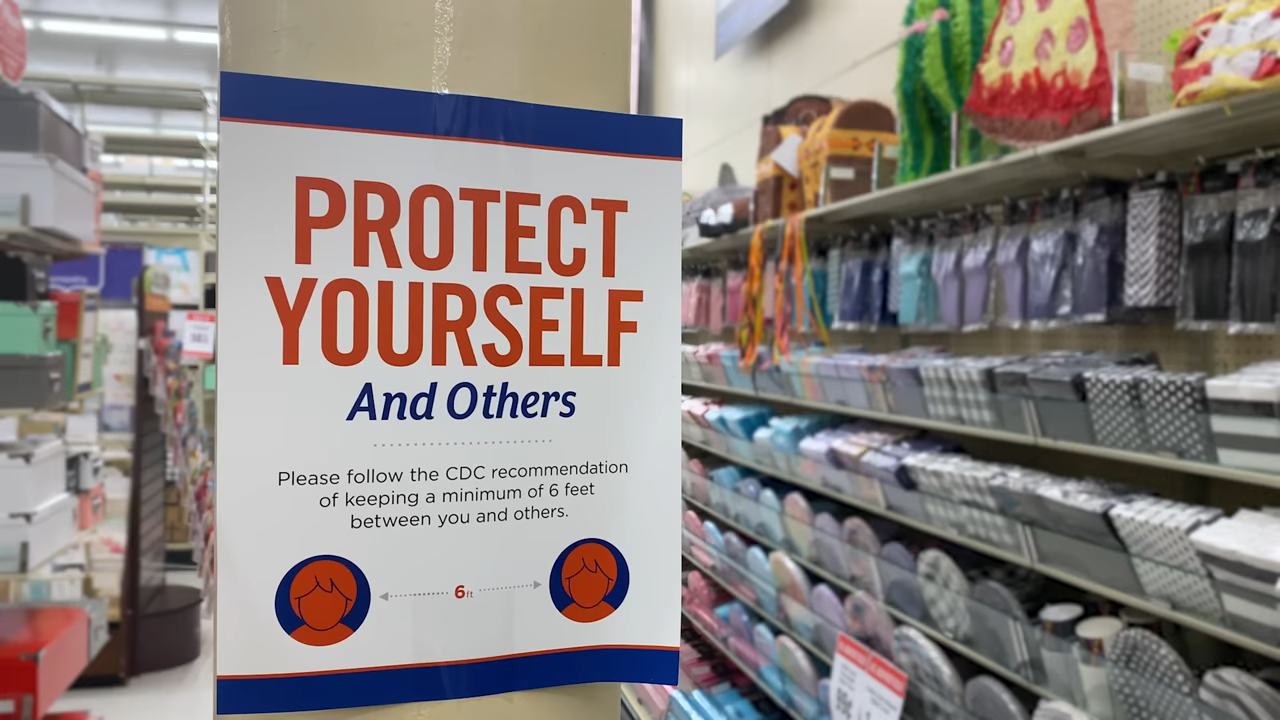 PROTECT
YOURSELF
And Others
Please follow the CDC recommendation
of keeping a minimum of 6 feet
between you and others.
6ft